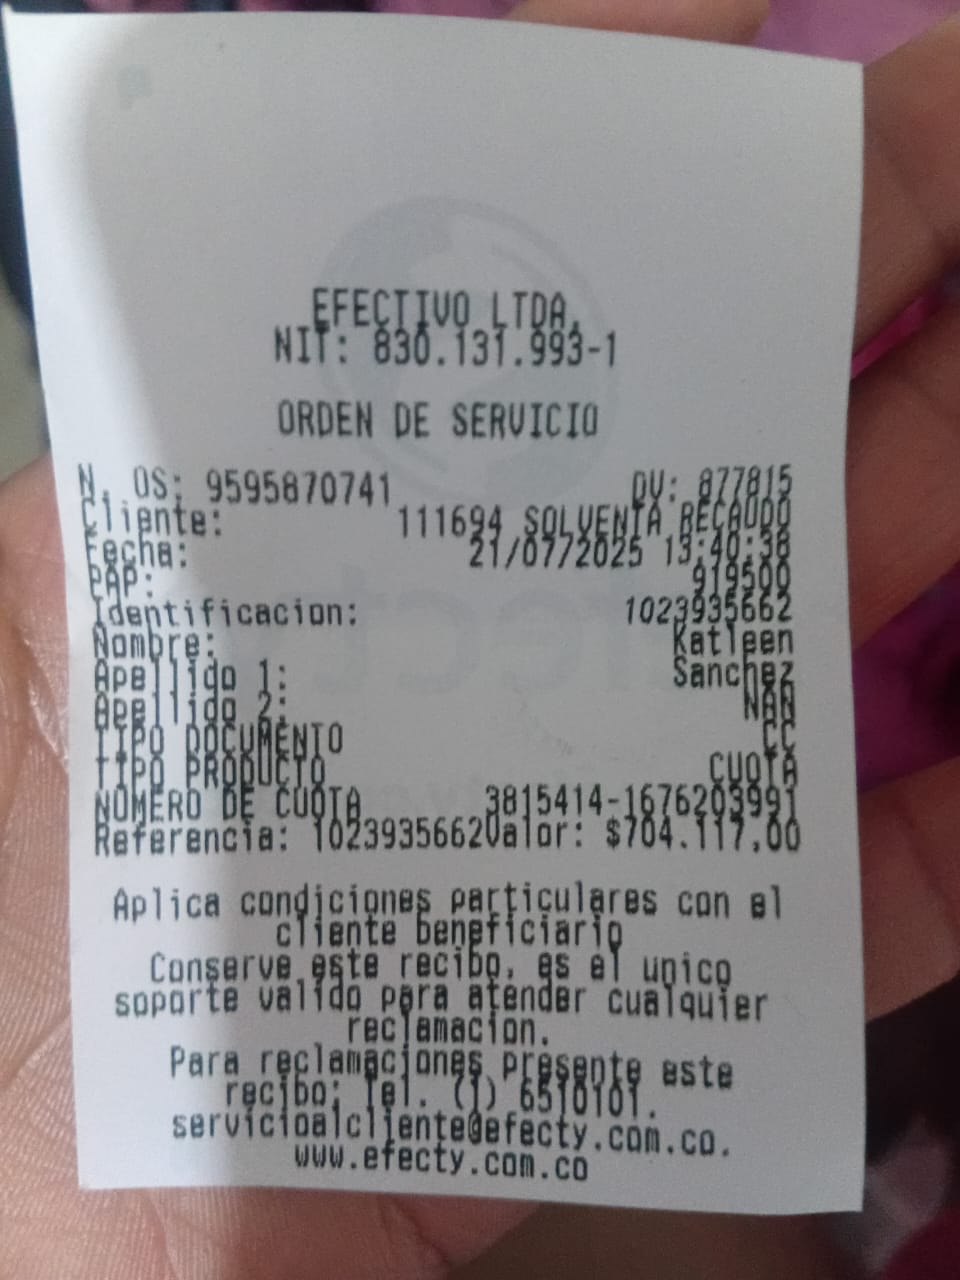 EFECTIVO LTDA.
NIT: 830.131.993-1
ORDEN DE SERVICIO
N. OS: 9595870741 DV: 877815
Cliente: 111694 SOLVENTA RECAUDO
Fecha: 21/07/2025 13:40:38
PAP: 919500
Identificacion: 1023935662
Nombre: Katleen
Apellido 1: Sanchez
Apellido 2: NAN
TIPO DOCUMENTO CC
TIPO PRODUCTO CUOTA
NUMERO DE CUOTA 3815414-1676203991
Referencia: 1023935662Valor: $704.117,00
Aplica condiciones particulares con el
cliente beneficiario
Conserve este recibo, es el unico
soporte valido para atender cualquier
reclamacion.
Para reclamaciones presente este
recibo: Tel. (1) 6510101.
servicioalcliente@efecty.com.co.
www.efecty.com.co